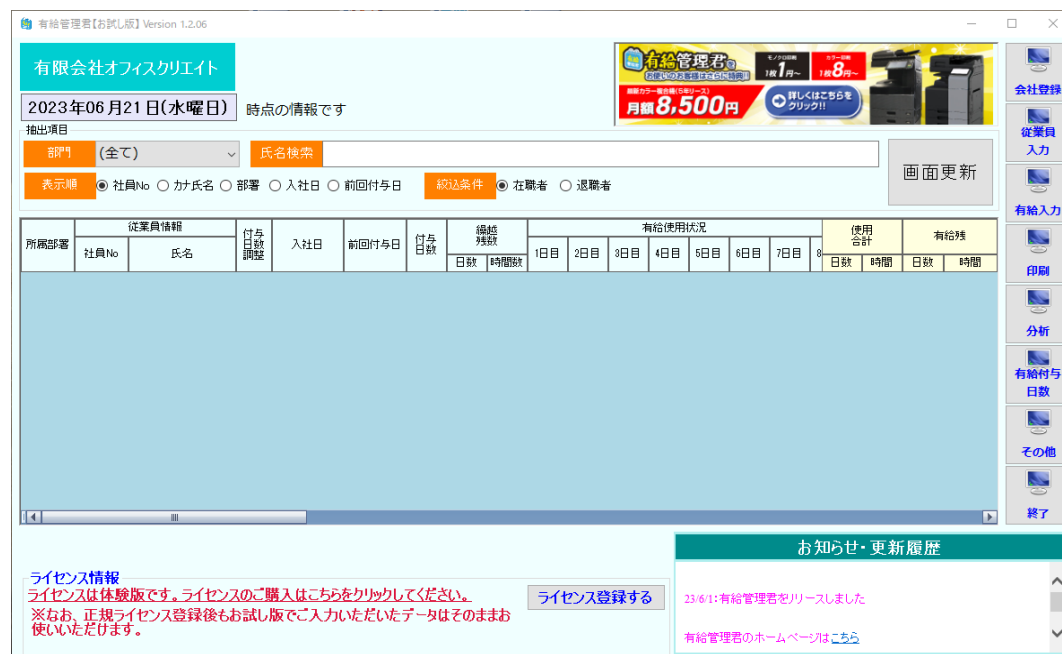 有給管理君【お試し版】 Version 1.2.06
有限会社オフィスクリエイト
有給管理君
お使いのお客様はさらに特典!!
モノクロ印刷
1枚1円~
カラー印刷
1枚8円~
月額8,500円
詳しくはこちらを
クリック!!
2023年06月21日(水曜日) 時点の情報です
抽出項目
部門 (全て) 氏名検索
画面更新
表示順 社員No カナ氏名 部署 入社日 前回付与日 絞込条件 在職者 退職者
所属部署 従業員情報 社員No 氏名
付与
日数
調整
入社日 前回付与日
付与
日数
繰越
残数
日数 時間数
有給使用状況
1日目 2日目 3日目 4日目 5日目 6日目 7日目 8
使用
合計
日数 時間
有給残
日数 時間
会社登録
従業員
入力
有給入力
印刷
分析
有給付与
日数
その他
終了
ライセンス情報
ライセンスは体験版です。ライセンスのご購入はこちらをクリックしてください。
※なお、正規ライセンス登録後もお試し版でご入力いただいたデータはそのままお
使いいただけます。
ライセンス登録する
お知らせ・更新履歴
23/6/1:有給管理君をリリースしました
有給管理君のホームページはこちら